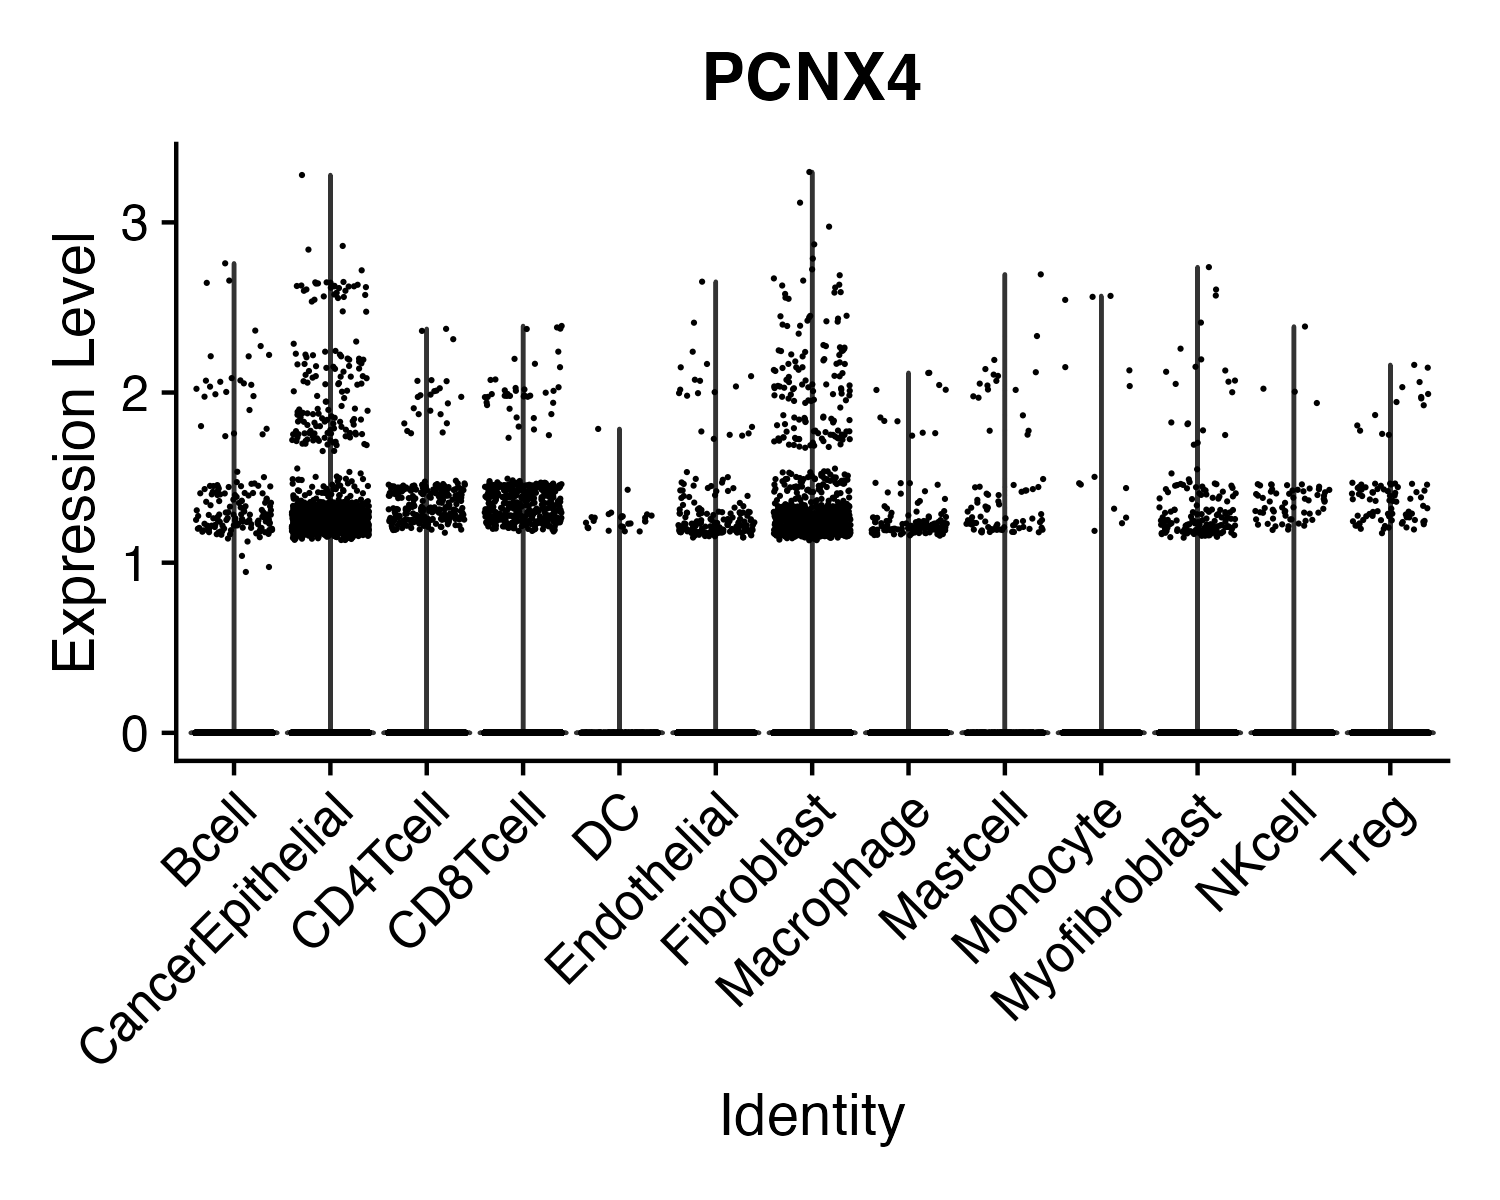 PCNX4
Expression Level
3
2
1
0
Bcell
CancerEpithelial
CD4Tcell
CD8Tcell
DC
Endothelial
Fibroblast
Macrophage
Mastcell
Monocyte
Myofibroblast
NKcell
Treg
Identity